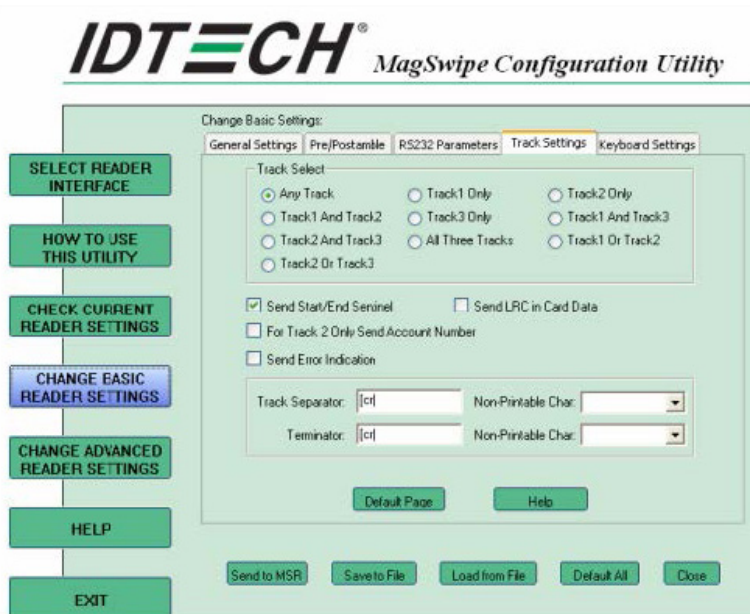 IDTECH®
MagSwipe Configuration Utility
Change Basic Settings:
General Settings
Pre/Postamble
RS232 Parameters
Track Settings
Keyboard Settings
SELECT READER
INTERFACE
HOW TO USE
THIS UTILITY
CHECK CURRENT
READER SETTINGS
CHANGE BASIC
READER SETTINGS
CHANGE ADVANCED
READER SETTINGS
HELP
EXIT
Track Select
Any Track
Track1 Only
Track2 Only
Track1 And Track2
Track3 Only
Track1 And Track3
Track2 And Track3
All Three Tracks
Track1 Or Track2
Track2 Or Track3
Send Start/End Seninel
Send LRC in Card Data
For Track 2 Only Send Account Number
Send Error Indication
Track Separator: [cr]
Non-Printable Char:
Terminator: [cr]
Non-Printable Char:
Default Page
Help
Send to MSR
Save to File
Load from File
Default All
Close